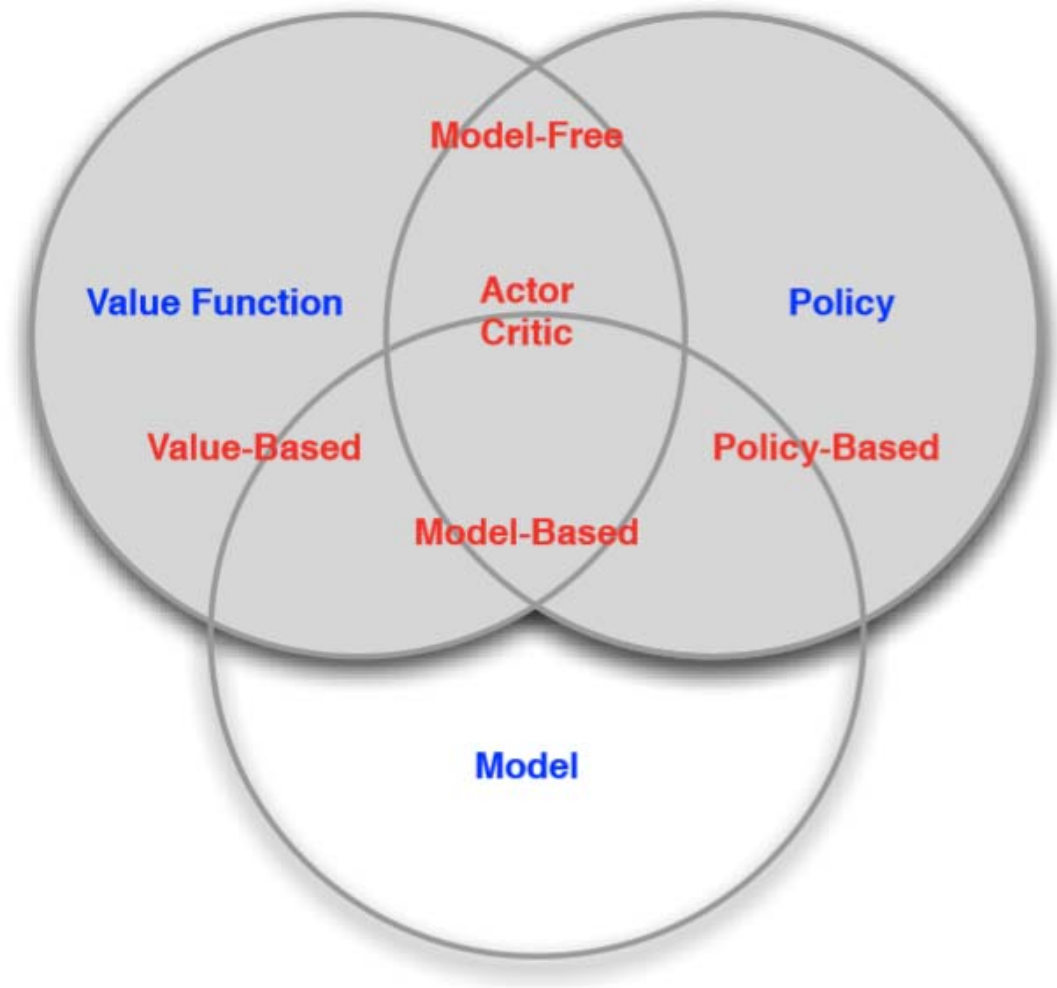 Model-Free
Value Function
Actor
Critic
Policy
Value-Based
Policy-Based
Model-Based
Model